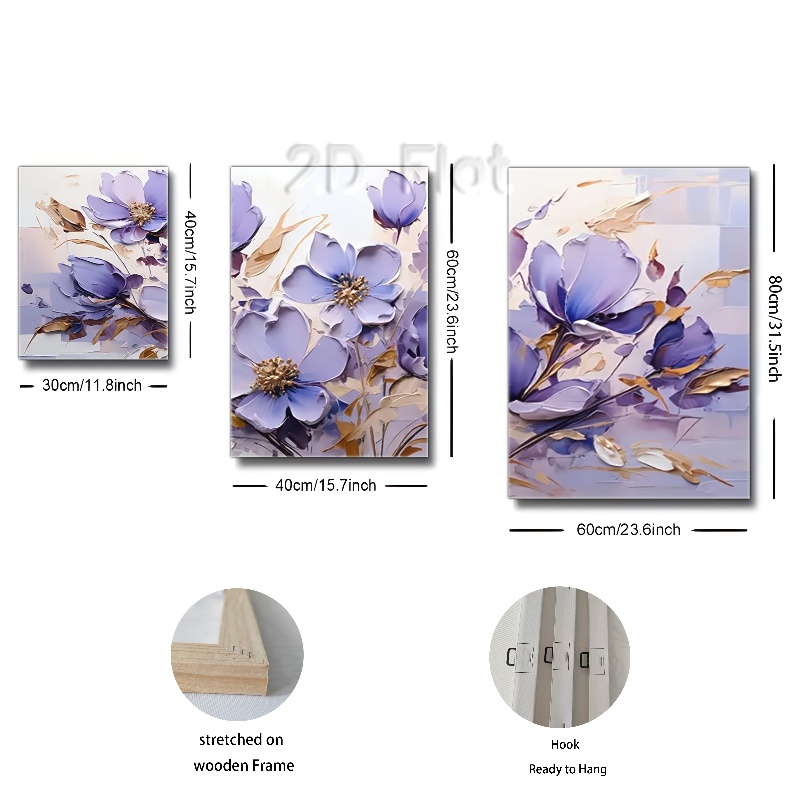 2D Flat
40cm/15.7inch
30cm/11.8inch
60cm/23.6inch
40cm/15.7inch
80cm/31.5inch
60cm/23.6inch
stretched on
wooden Frame
Hook
Ready to Hang